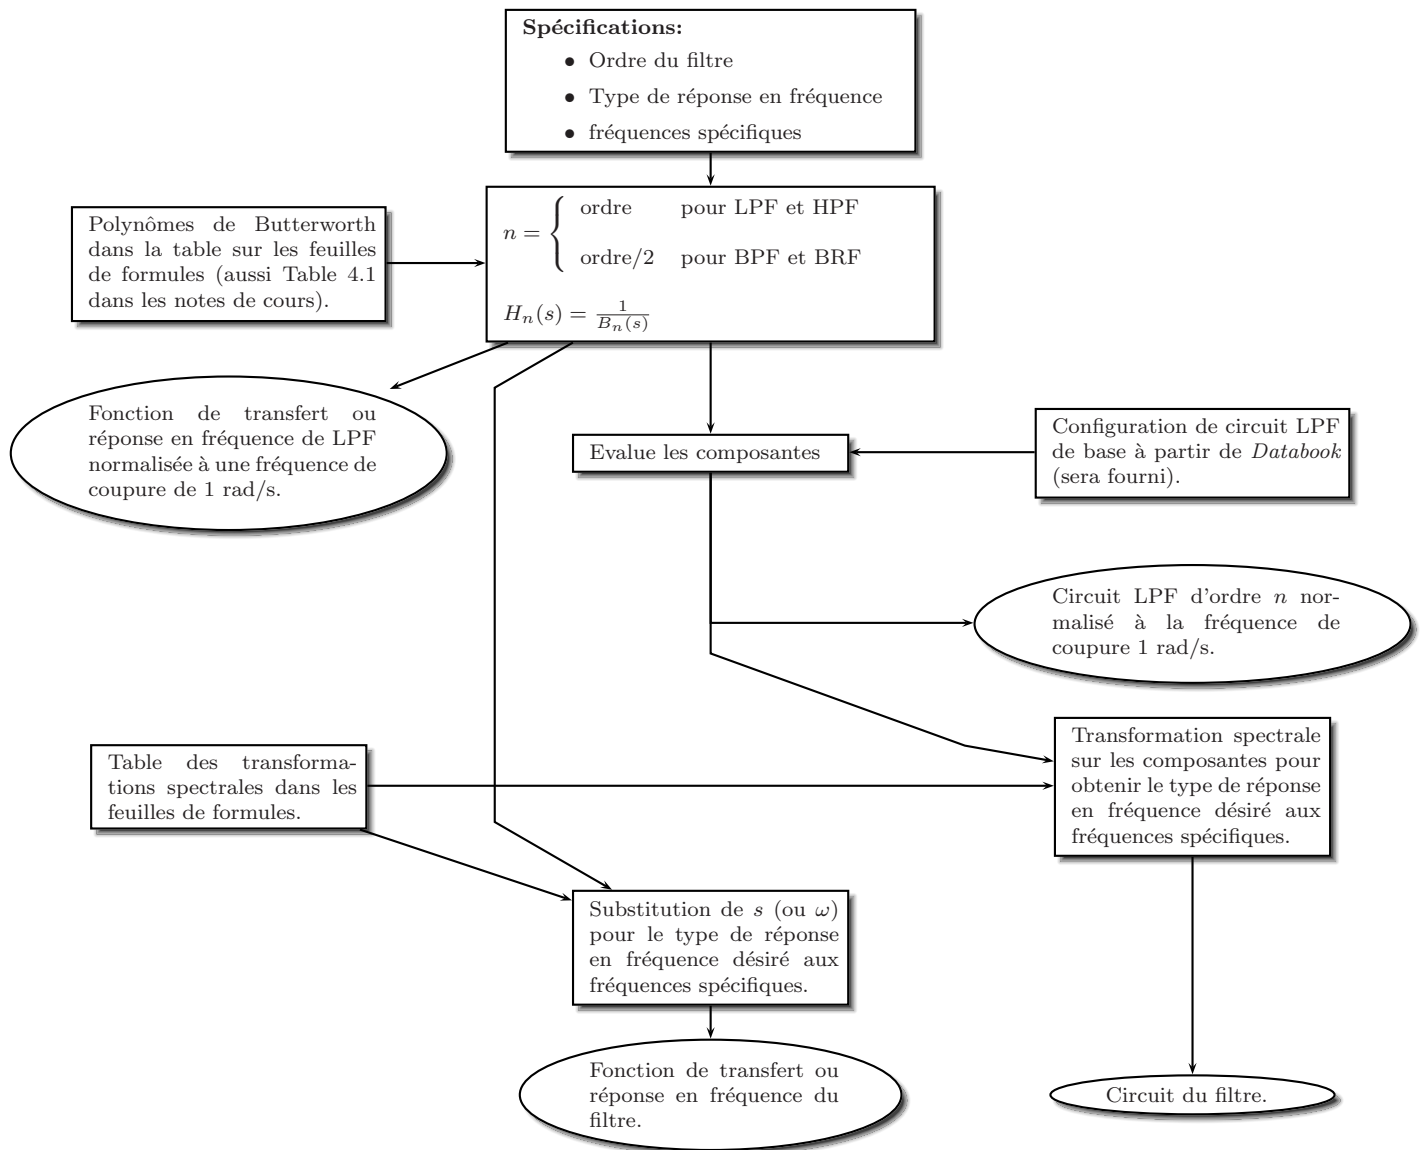 Spécifications:
• Ordre du filtre
• Type de réponse en fréquence
• fréquences spécifiques
Polynômes de Butterworth
dans la table sur les feuilles
de formules (aussi Table 4.1
dans les notes de cours).
n = { ordre pour LPF et HPF
ordre/2 pour BPF et BRF
Hn(s) = 1/Bn(s)
Fonction de transfert ou
réponse en fréquence de LPF
normalisée à une fréquence de
coupure de 1 rad/s.
Evalue les composantes
Configuration de circuit LPF
de base à partir de Databook
(sera fourni).
Circuit LPF d'ordre n nor-
malisé à la fréquence de
coupure 1 rad/s.
Table des transforma-
tions spectrales dans les
feuilles de formules.
Transformation spectrale
sur les composantes pour
obtenir le type de réponse
en fréquence désiré aux
fréquences spécifiques.
Substitution de s (ou ω)
pour le type de réponse
en fréquence désiré aux
fréquences spécifiques.
Fonction de transfert ou
réponse en fréquence du
filtre.
Circuit du filtre.